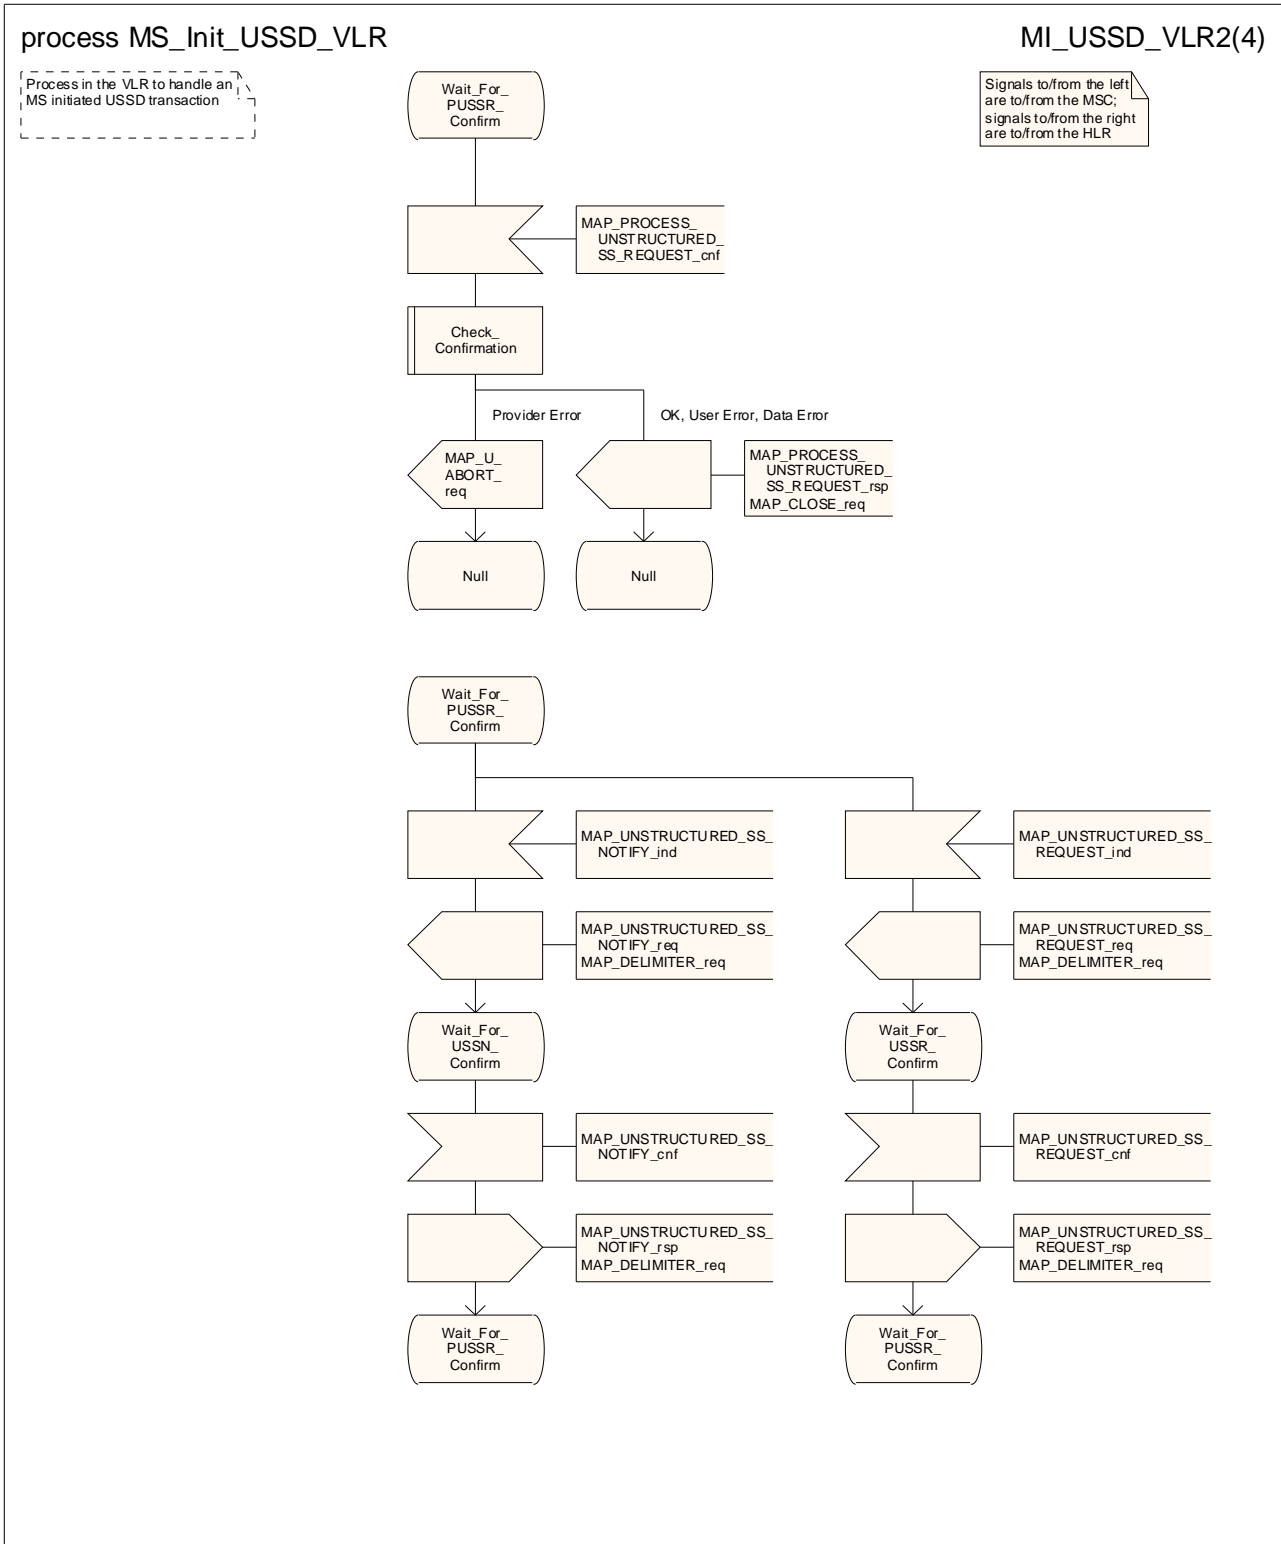 process MS_Init_USSD_VLR
MI_USSD_VLR2(4)
Process in the VLR to handle an
MS initiated USSD transaction
Wait_For_
PUSSR_
Confirm
Signals to/from the left
are to/from the MSC;
signals to/from the right
are to/from the HLR
MAP_PROCESS_
UNSTRUCTURED_
SS_REQUEST_cnf
Check_
Confirmation
Provider Error
OK, User Error, Data Error
MAP_U_
ABORT_
req
MAP_PROCESS_
UNSTRUCTURED_
SS_REQUEST_rsp
MAP_CLOSE_req
Null
Null
Wait_For_
PUSSR_
Confirm
MAP_UNSTRUCTURED_SS_
NOTIFY_ind
MAP_UNSTRUCTURED_SS_
REQUEST_ind
MAP_UNSTRUCTURED_SS_
NOTIFY_req
MAP_DELIMITER_req
MAP_UNSTRUCTURED_SS_
REQUEST_req
MAP_DELIMITER_req
Wait_For_
USSN_
Confirm
Wait_For_
USSR_
Confirm
MAP_UNSTRUCTURED_SS_
NOTIFY_cnf
MAP_UNSTRUCTURED_SS_
REQUEST_cnf
MAP_UNSTRUCTURED_SS_
NOTIFY_rsp
MAP_DELIMITER_req
MAP_UNSTRUCTURED_SS_
REQUEST_rsp
MAP_DELIMITER_req
Wait_For_
PUSSR_
Confirm
Wait_For_
PUSSR_
Confirm